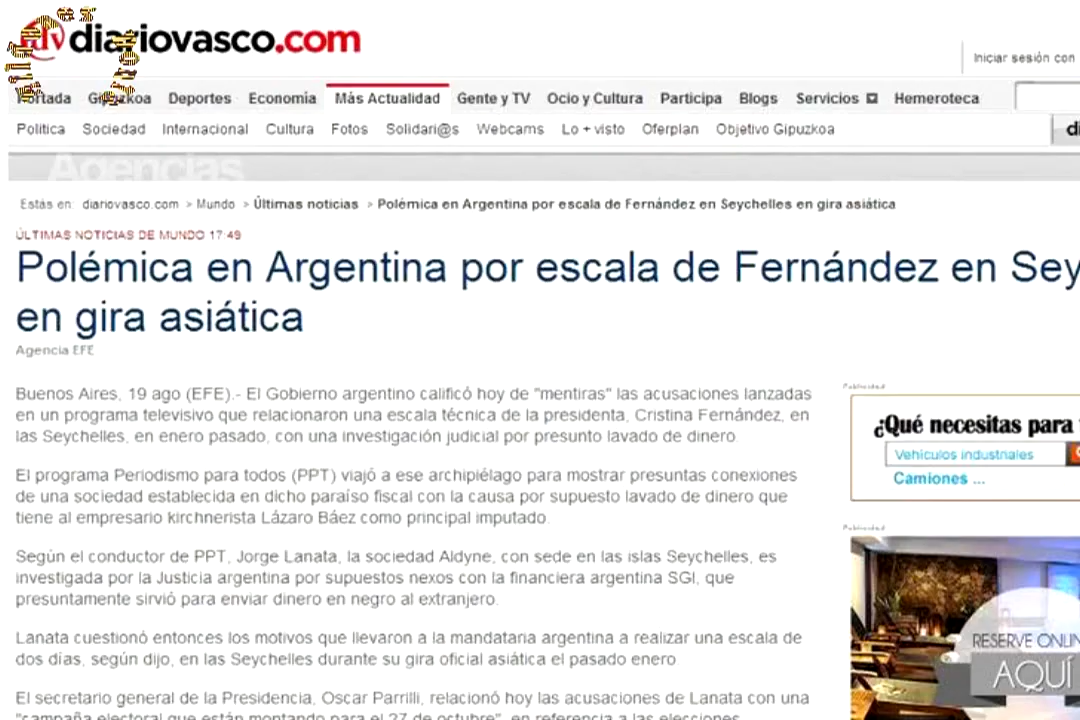 diariovasco.com
Iniciar sesión con
Portada Gipuzkoa Deportes Economía Más Actualidad Gente y TV Ocio y Cultura Participa Blogs Servicios Hemeroteca
Política Sociedad Internacional Cultura Fotos Solidari@s Webcams Lo + visto Oferplan Objetivo Gipuzkoa
Agencias
Estás en: diariovasco.com > Mundo > Últimas noticias > Polémica en Argentina por escala de Fernández en Seychelles en gira asiática
ÚLTIMAS NOTICIAS DE MUNDO 17:49
Polémica en Argentina por escala de Fernández en Sey
en gira asiática
Agencia EFE
Buenos Aires, 19 ago (EFE).- El Gobierno argentino calificó hoy de "mentiras" las acusaciones lanzadas
en un programa televisivo que relacionaron una escala técnica de la presidenta, Cristina Fernández, en
las Seychelles, en enero pasado, con una investigación judicial por presunto lavado de dinero.
El programa Periodismo para todos (PPT) viajó a ese archipiélago para mostrar presuntas conexiones
de una sociedad establecida en dicho paraíso fiscal con la causa por supuesto lavado de dinero que
tiene al empresario kirchnerista Lázaro Báez como principal imputado.
Según el conductor de PPT, Jorge Lanata, la sociedad Aldyne, con sede en las islas Seychelles, es
investigada por la Justicia argentina por supuestos nexos con la financiera argentina SGI, que
presuntamente sirvió para enviar dinero en negro al extranjero.
Lanata cuestionó entonces los motivos que llevaron a la mandataria argentina a realizar una escala de
dos días, según dijo, en las Seychelles durante su gira oficial asiática el pasado enero
El secretario general de la Presidencia, Oscar Parrilli, relacionó hoy las acusaciones de Lanata con una
"campaña electoral que están montando para el 27 de octubre", en referencia a las elecciones
Publicidad
¿Qué necesitas para
Vehículos industriales
Camiones ...
Publicidad
RESERVE ONLIN
AQUÍ